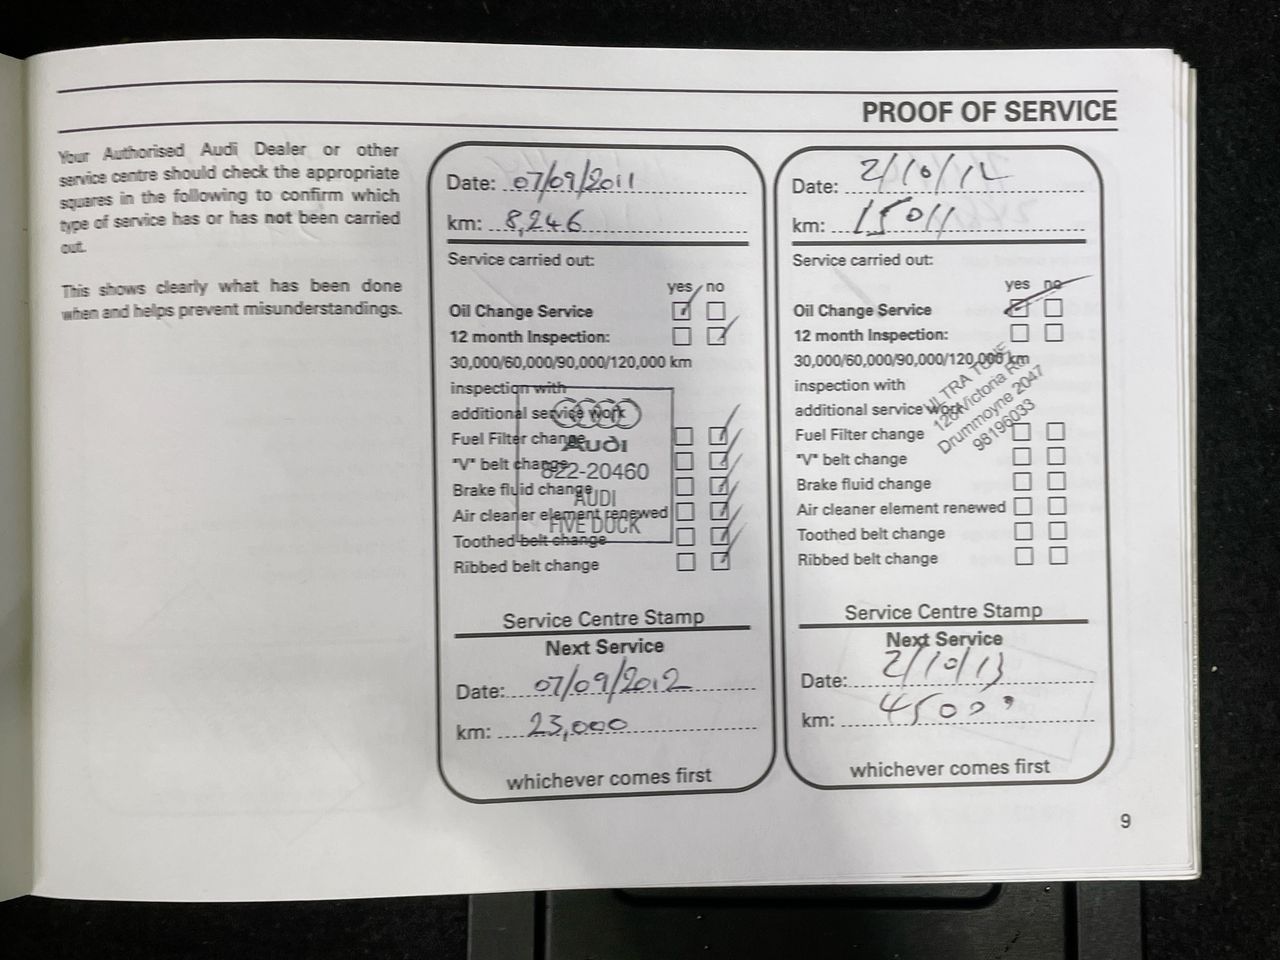 PROOF OF SERVICE
Your Authorised Audi Dealer or other
service centre should check the appropriate
squares in the following to confirm which
type of service has or has not been carried
out.
This shows clearly what has been done
when and helps prevent misunderstandings.
Date: 07/09/2011
km: 8,246
Service carried out:
yes no
Oil Change Service
12 month Inspection:
30,000/60,000/90,000/120,000 km
inspection with
additional service work
Fuel Filter change
"V" belt change
Brake fluid change
Air cleaner element renewed
Toothed belt change
Ribbed belt change
Audi
822-20460
AUDI
FIVE DOCK
Service Centre Stamp
Next Service
Date: 07/09/2012
km: 23,000
whichever comes first
Date: 2/10/12
km: 15011
Service carried out:
yes no
Oil Change Service
12 month Inspection:
30,000/60,000/90,000/120,000 km
inspection with
additional service work
Fuel Filter change
"V" belt change
Brake fluid change
Air cleaner element renewed
Toothed belt change
Ribbed belt change
ULTRA TUNE
126 Victoria Rd
Drummoyne 2047
98196033
Service Centre Stamp
Next Service
Date: 2/10/13
km: 45000
whichever comes first
9